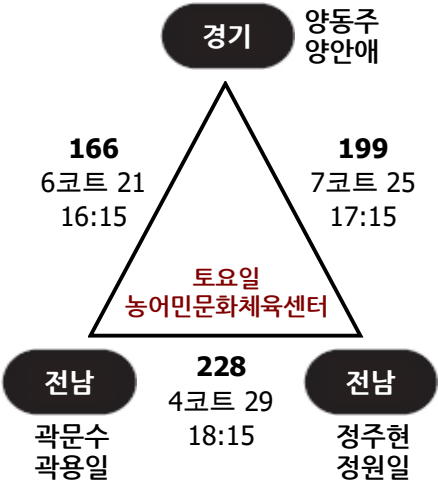 경기
양동주
양안애
166
6코트 21
16:15
199
7코트 25
17:15
토요일
농어민문화체육센터
전남
곽문수
곽용일
228
4코트 29
18:15
전남
정주현
정원일